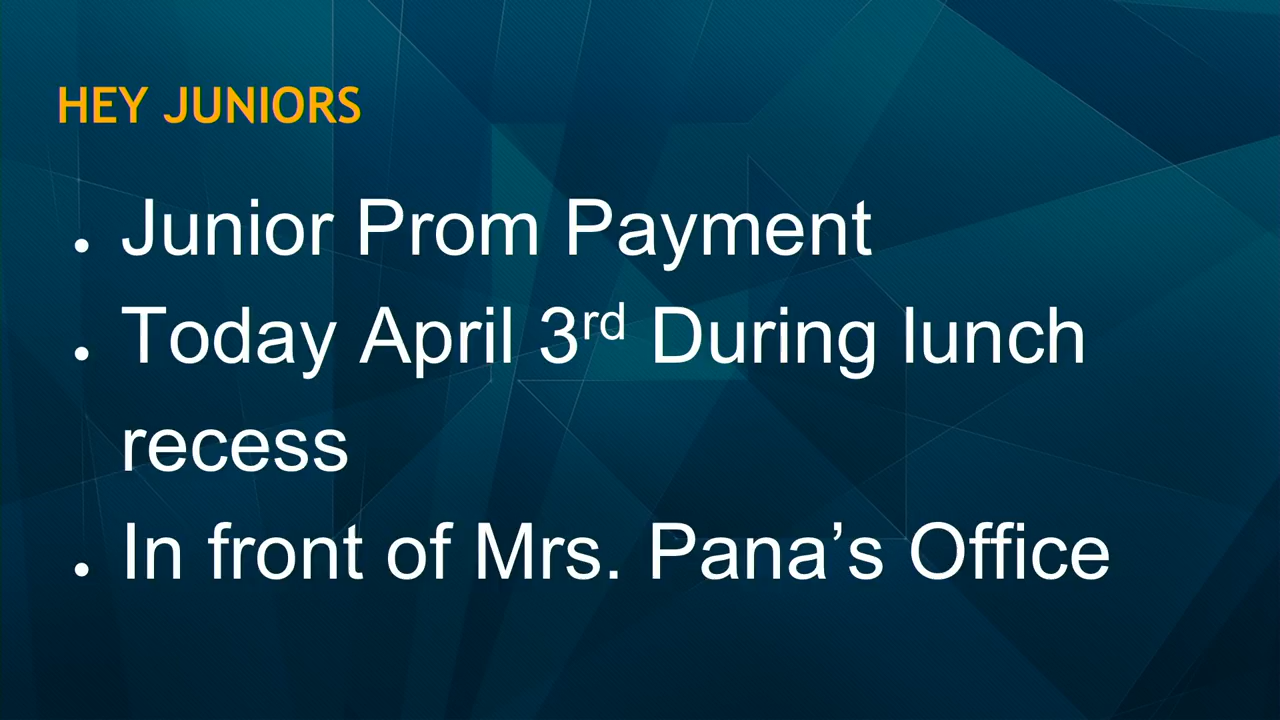 HEY JUNIORS
• Junior Prom Payment
• Today April 3rd During lunch
recess
• In front of Mrs. Pana’s Office